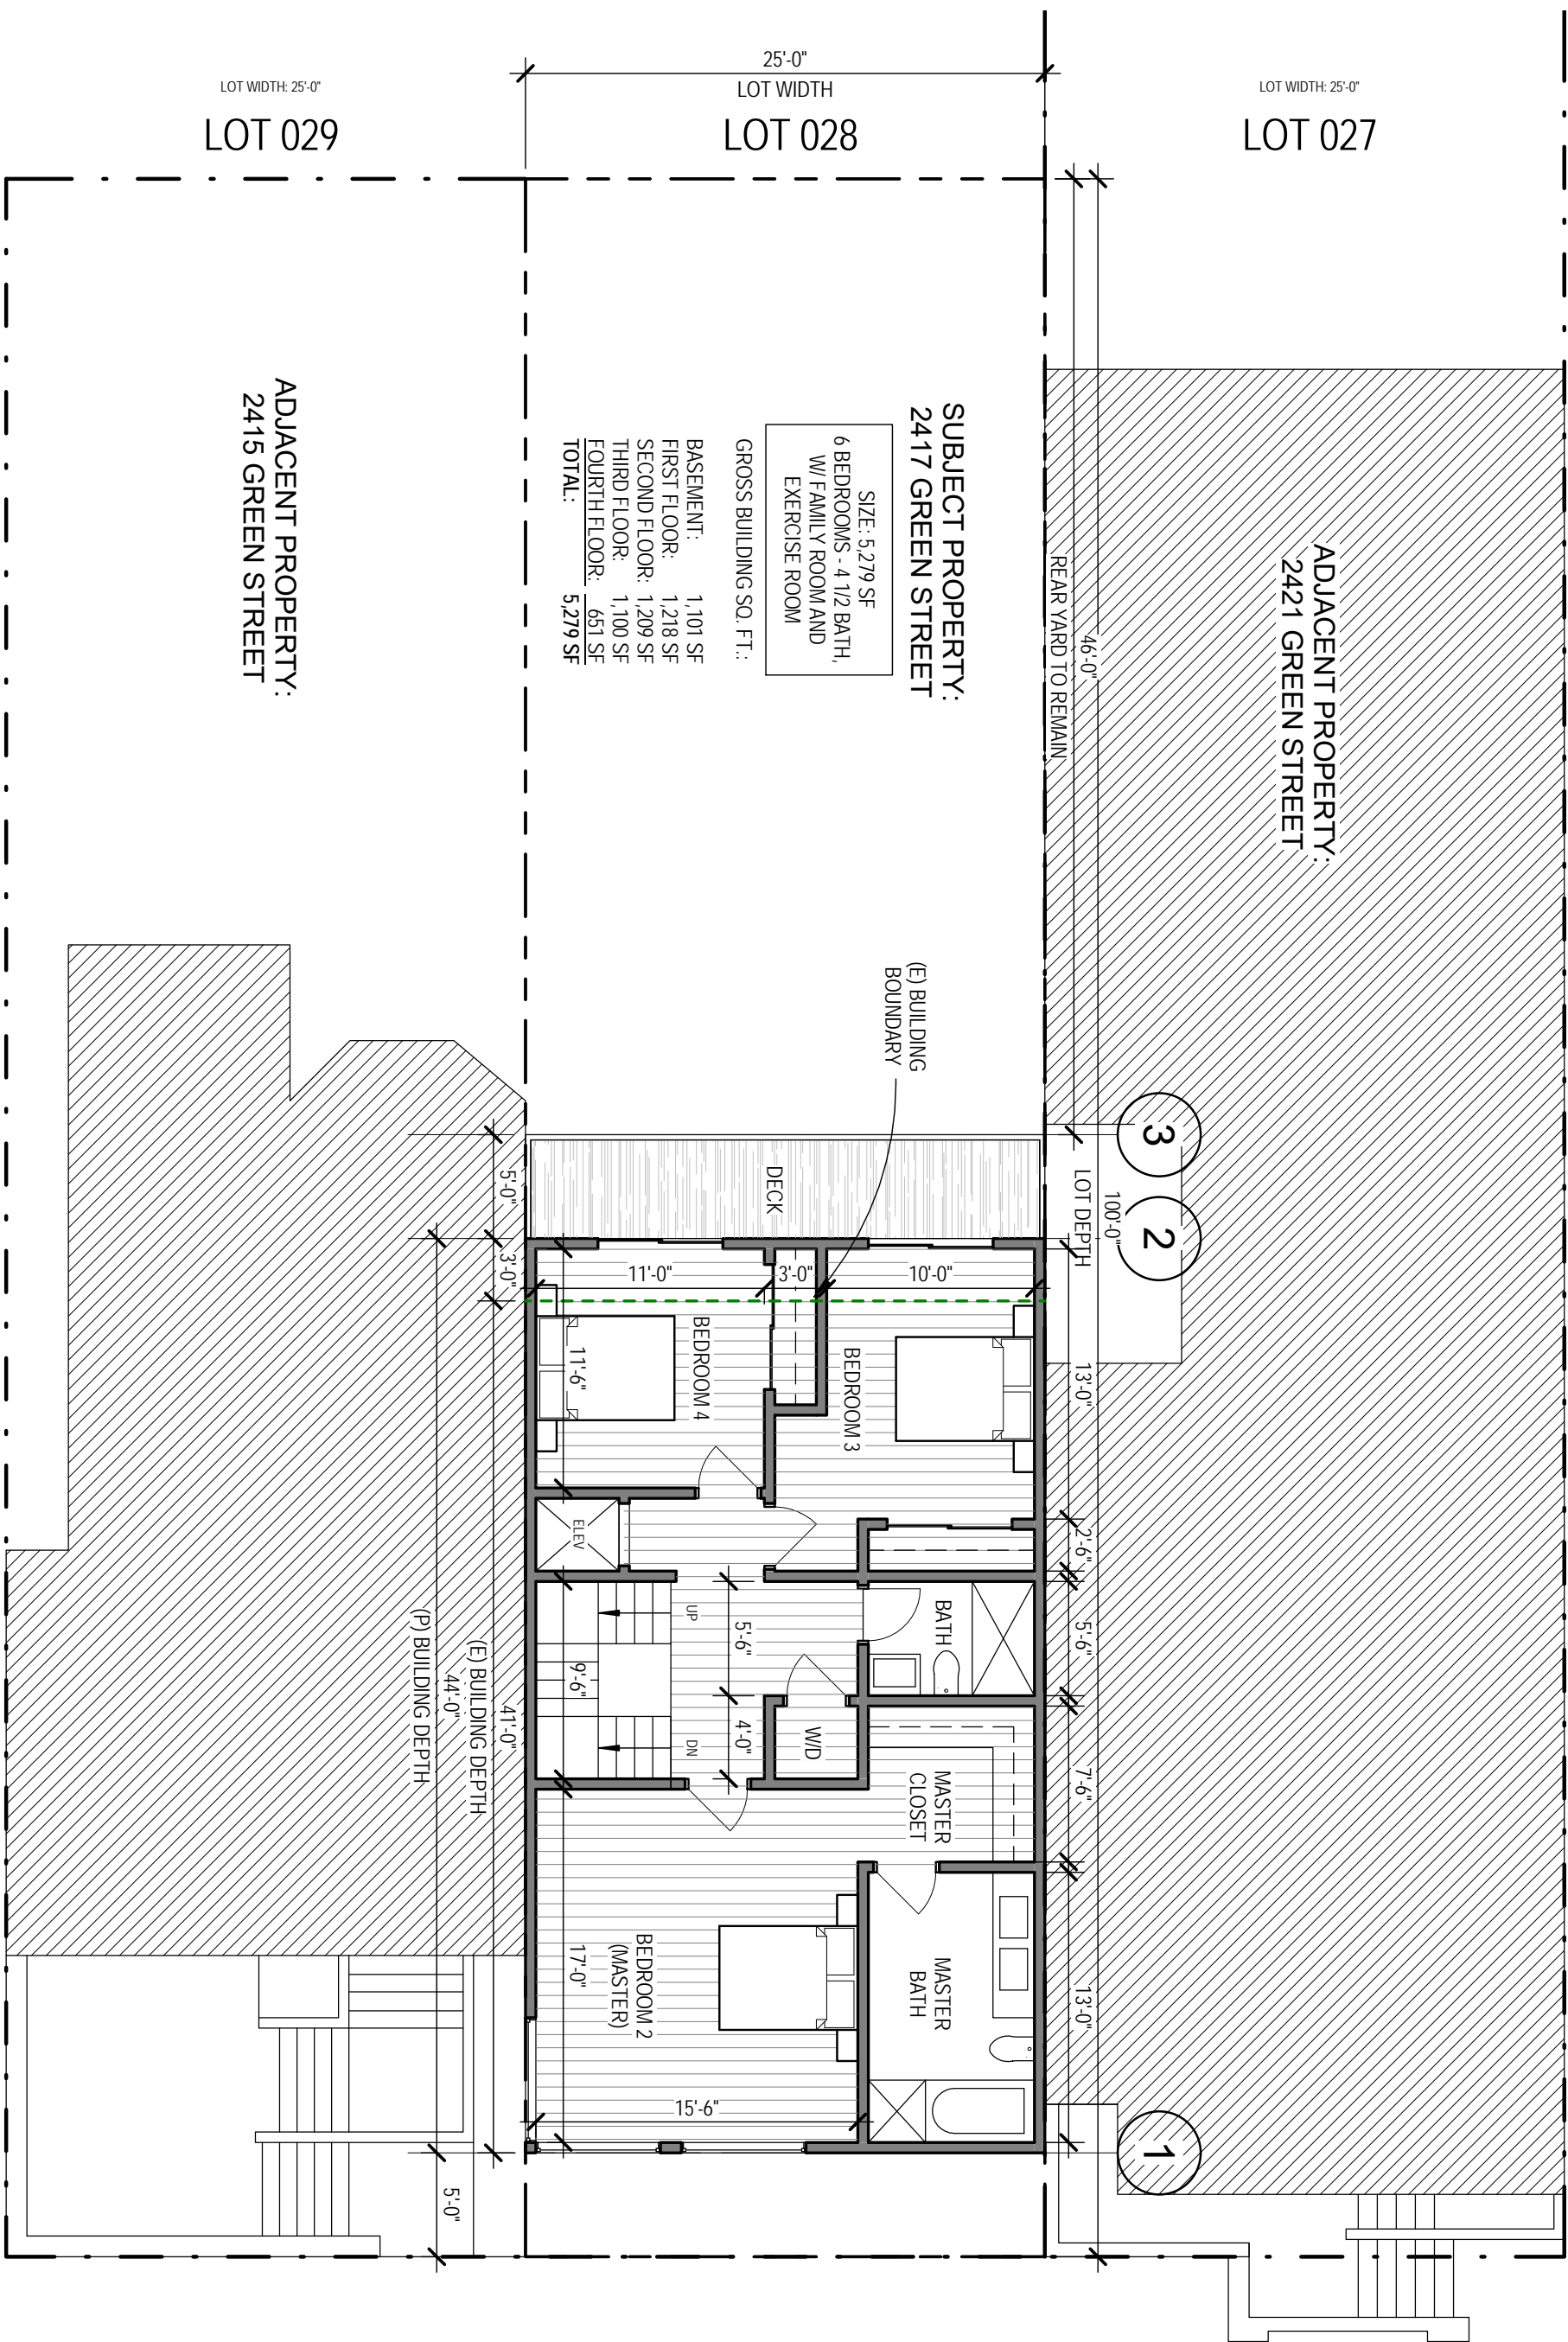 25'-0"
LOT WIDTH
LOT WIDTH: 25'-0"
LOT 029
LOT 028
LOT WIDTH: 25'-0"
LOT 027
ADJACENT PROPERTY:
2415 GREEN STREET
SUBJECT PROPERTY:
2417 GREEN STREET
SIZE: 5,279 SF
6 BEDROOMS - 4 1/2 BATH,
W/ FAMILY ROOM AND
EXERCISE ROOM
GROSS BUILDING SQ. FT.:
BASEMENT: 1,101 SF
FIRST FLOOR: 1,218 SF
SECOND FLOOR: 1,209 SF
THIRD FLOOR: 1,100 SF
FOURTH FLOOR: 651 SF
TOTAL: 5,279 SF
ADJACENT PROPERTY:
2421 GREEN STREET
46'-0"
REAR YARD TO REMAIN
(E) BUILDING
BOUNDARY
3
2
1
100'-0"
LOT DEPTH
13'-0"
2'-6"
5'-6"
7'-6"
13'-0"
DECK
11'-0"
3'-0"
10'-0"
BEDROOM 4
11'-6"
BEDROOM 3
ELEV
UP
5'-6"
BATH
9'-6"
DN
4'-0"
W/D
MASTER
CLOSET
MASTER
BATH
BEDROOM 2
(MASTER)
17'-0"
15'-6"
5'-0"
3'-0"
41'-0"
(E) BUILDING DEPTH
44'-0"
(P) BUILDING DEPTH
5'-0"